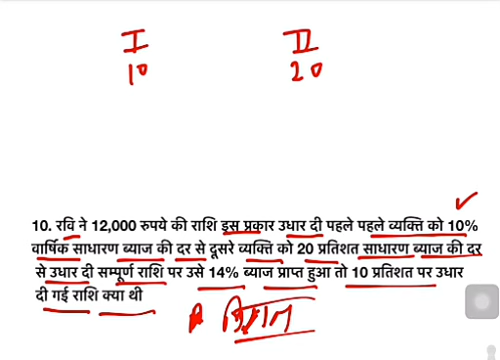 I II
10 20
10. रवि ने 12,000 रुपये की राशि इस प्रकार उधार दी पहले पहले व्यक्ति को 10%
वार्षिक साधारण ब्याज की दर से दूसरे व्यक्ति को 20 प्रतिशत साधारण ब्याज की दर
से उधार दी सम्पूर्ण राशि पर उसे 14% ब्याज प्राप्त हुआ तो 10 प्रतिशत पर उधार
दी गई राशि क्या थी